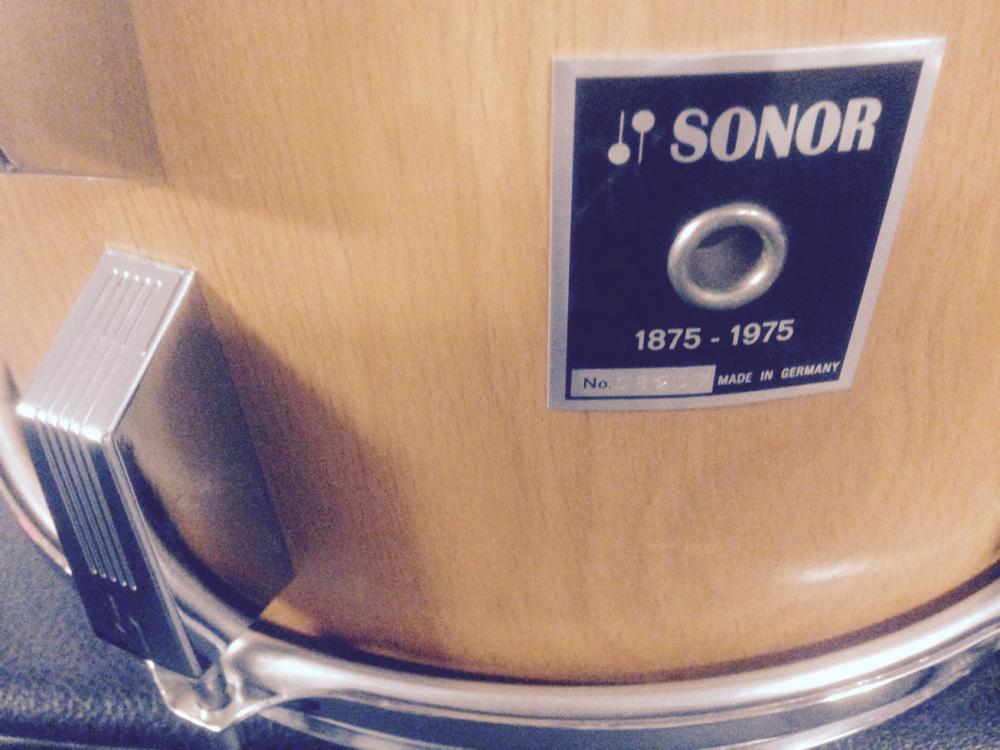 SONOR
1875 - 1975
No. MADE IN GERMANY